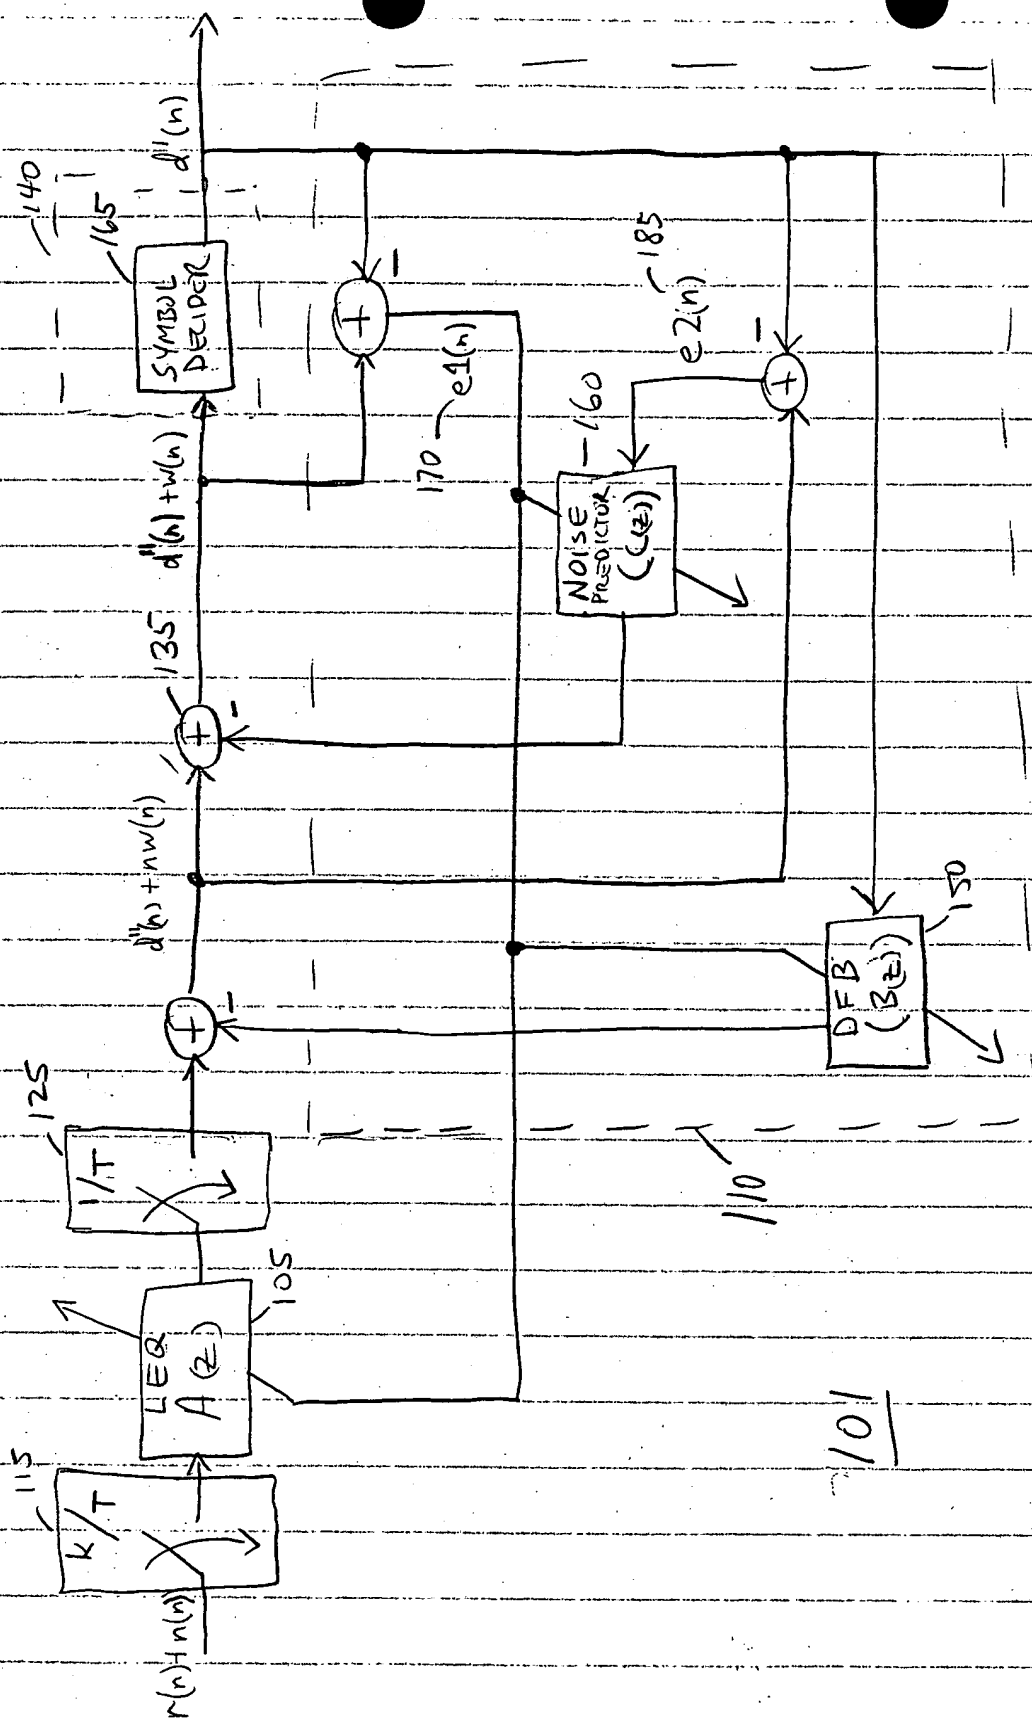 r(n)+n(n)
115
k/T
LEQ
A(z)
105
125
1/T
+
-
d"(n)+nw(n)
135
+
-
d"(n)+w(n)
140
165
SYMBOL
DECIDER
d"(n)
+
-
170
e1(n)
160
NOISE
PREDICTOR
(C(z))
185
e2(n)
+
-
DFB
(B(z))
150
110
101